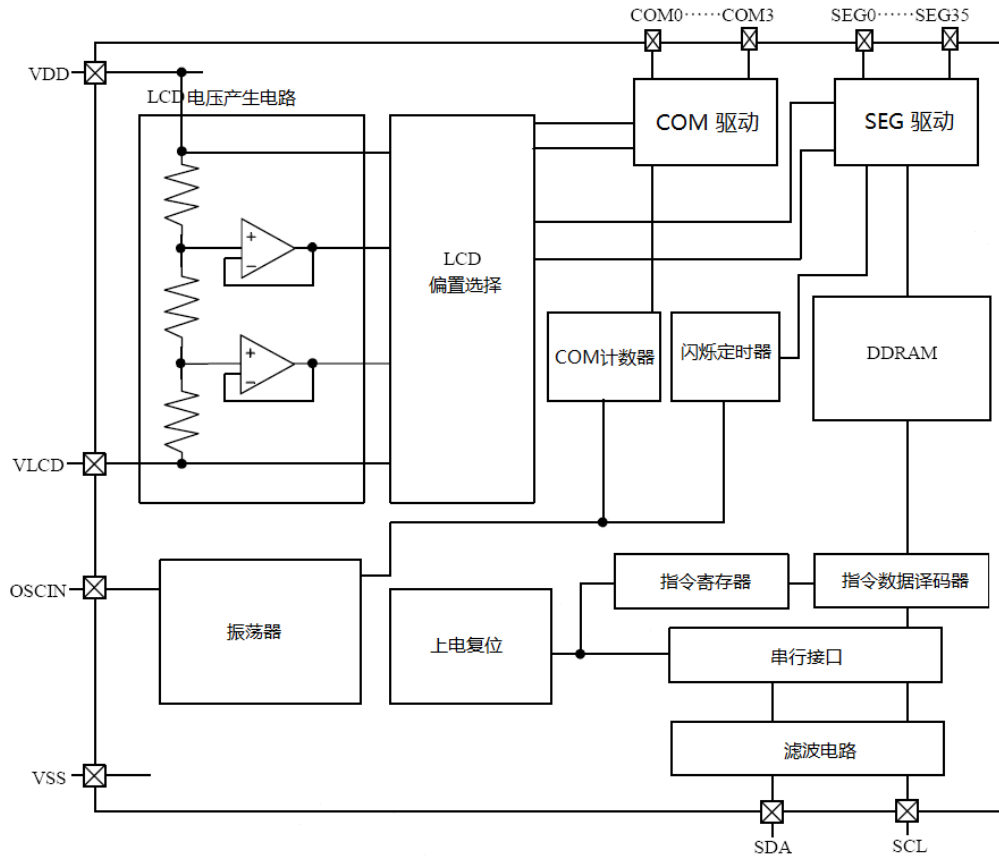 COM0······COM3
SEG0······SEG35
VDD
LCD电压产生电路
COM 驱动
SEG 驱动
LCD
偏置选择
COM计数器
闪烁定时器
DDRAM
VLCD
OSCIN
振荡器
上电复位
指令寄存器
指令数据译码器
串行接口
滤波电路
VSS
SDA
SCL